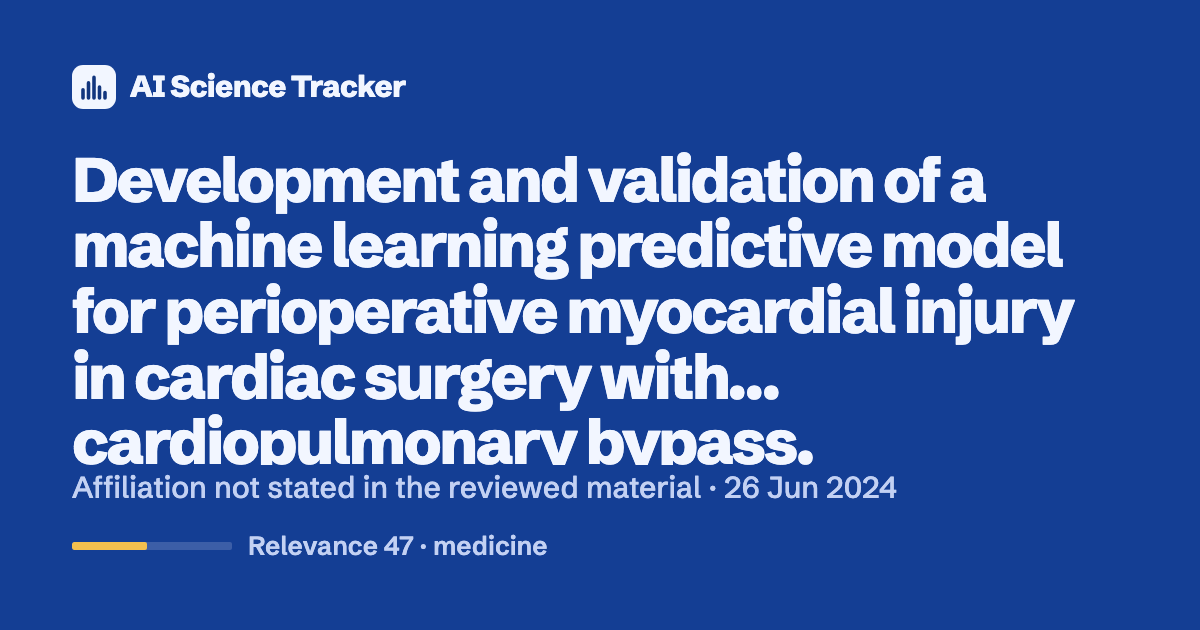 AI Science Tracker
Development and validation of a
machine learning predictive model
for perioperative myocardial injury
in cardiac surgery with...
cardiopulmonary bypass.
Affiliation not stated in the reviewed material · 26 Jun 2024
Relevance 47 · medicine